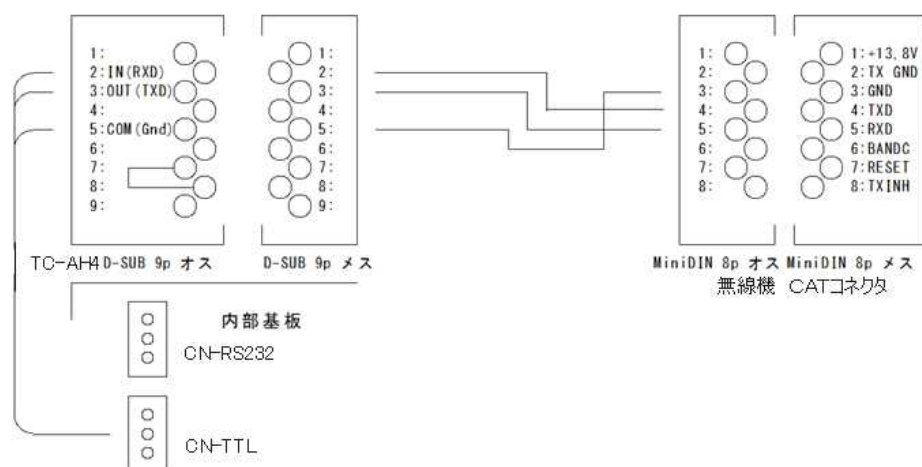 1:
2:IN(RXD)
3:OUT(TXD)
4:
5:COM(Gnd)
6:
7:
8:
9:
TC-AH4 D-SUB 9p オス
1:
2:
3:
4:
5:
6:
7:
8:
9:
D-SUB 9p メス
1:
2:
3:
4:
5:
6:
7:
8:
MiniDIN 8p オス
1:+13.8V
2:TX GND
3:GND
4:TXD
5:RXD
6:BANDC
7:RESET
8:TXINH
MiniDIN 8p メス
無線機 CATコネクタ
内部基板
CN-RS232
CN-TTL